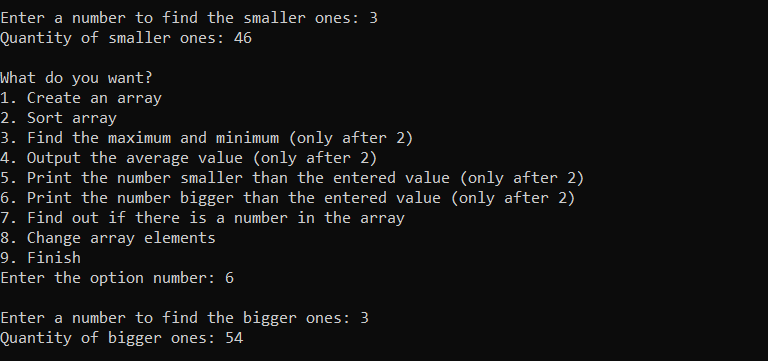 Enter a number to find the smaller ones: 3
Quantity of smaller ones: 46
What do you want?
1. Create an array
2. Sort array
3. Find the maximum and minimum (only after 2)
4. Output the average value (only after 2)
5. Print the number smaller than the entered value (only after 2)
6. Print the number bigger than the entered value (only after 2)
7. Find out if there is a number in the array
8. Change array elements
9. Finish
Enter the option number: 6
Enter a number to find the bigger ones: 3
Quantity of bigger ones: 54